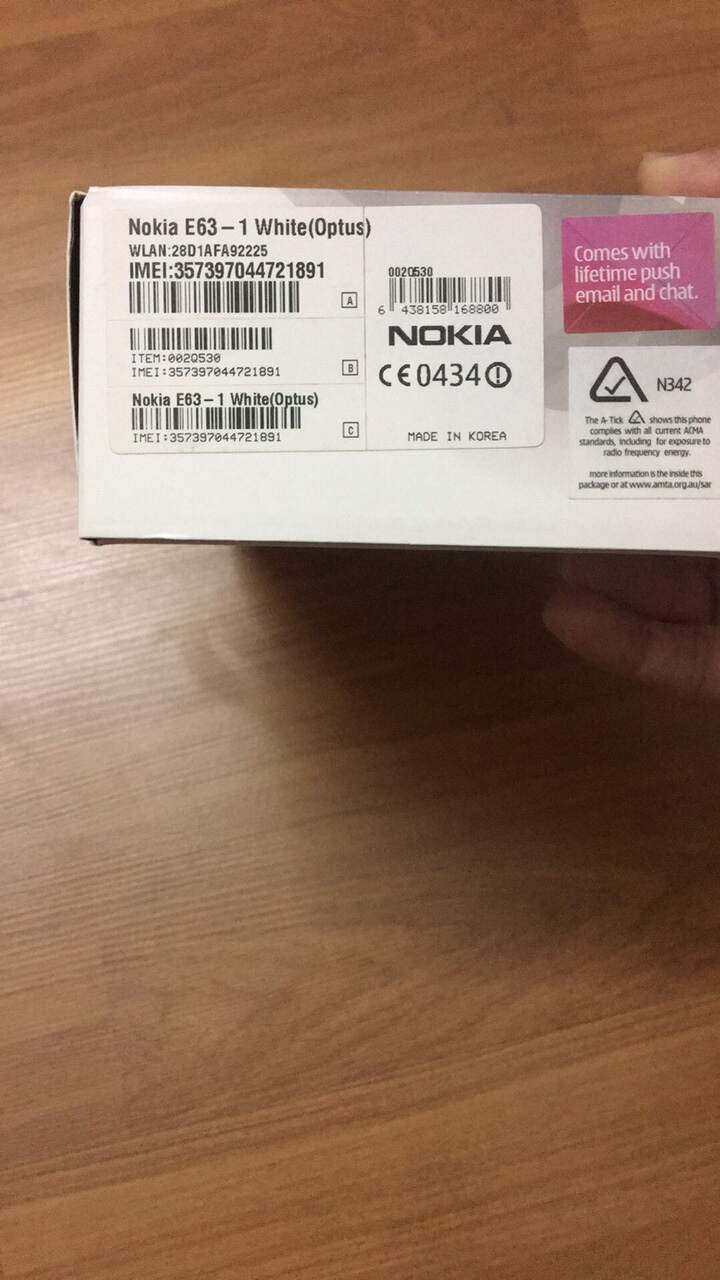 Nokia E63-1 White(Optus)
WLAN:28D1AFA92225
IMEI:357397044721891
A
ITEM:002Q530
IMEI:357397044721891
B
Nokia E63-1 White(Optus)
IMEI:357397044721891
C
002Q530
6 438158 168800
NOKIA
CE0434
MADE IN KOREA
Comes with
lifetime push
email and chat.
N342
The A-Tick shows this phone
complies with all current ACMA
standards, including for exposure to
radio frequency energy.
more information is the inside this
package or at www.amta.org.au/sar